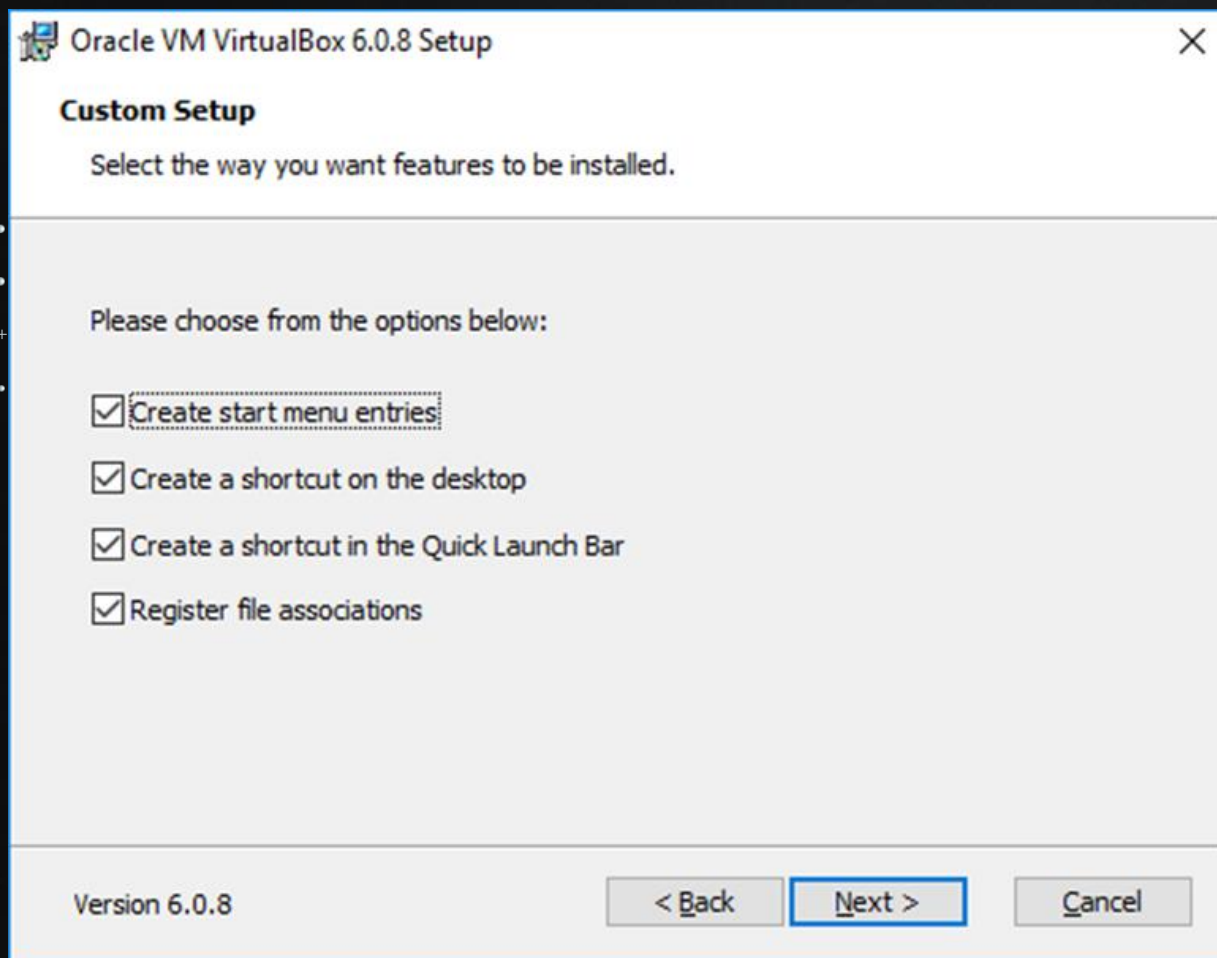 Oracle VM VirtualBox 6.0.8 Setup
Custom Setup
Select the way you want features to be installed.
Please choose from the options below:
Create start menu entries
Create a shortcut on the desktop
Create a shortcut in the Quick Launch Bar
Register file associations
Version 6.0.8
< Back
Next >
Cancel